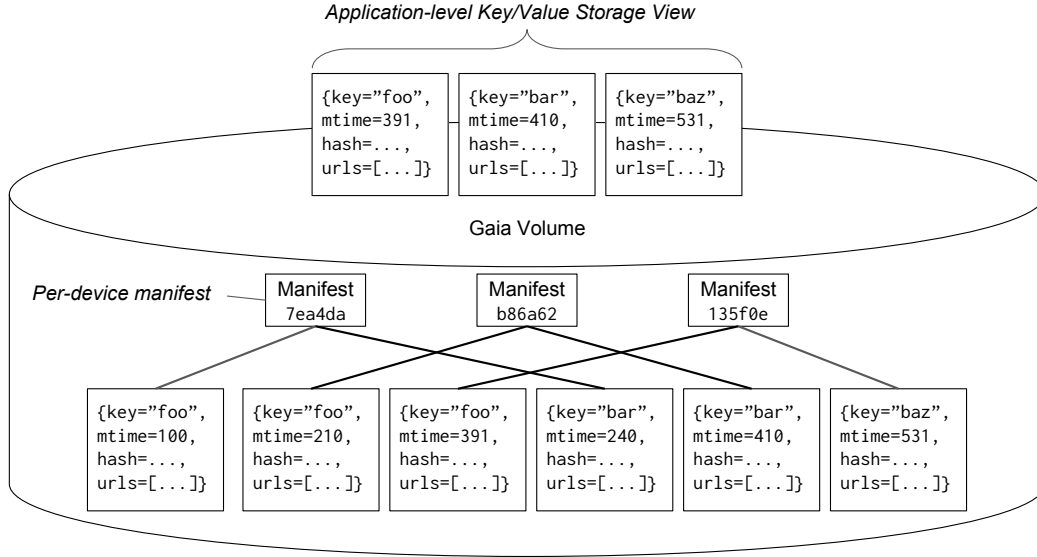 Application-level Key/Value Storage View
{key=”foo”,
mtime=391,
hash=...,
urls=[...]}
{key=”bar”,
mtime=410,
hash=...,
urls=[...]}
{key=”baz”,
mtime=531,
hash=...,
urls=[...]}
Gaia Volume
Per-device manifest
Manifest
7ea4da
Manifest
b86a62
Manifest
135f0e
{key=”foo”,
mtime=100,
hash=...,
urls=[...]}
{key=”foo”,
mtime=210,
hash=...,
urls=[...]}
{key=”foo”,
mtime=391,
hash=...,
urls=[...]}
{key=”bar”,
mtime=240,
hash=...,
urls=[...]}
{key=”bar”,
mtime=410,
hash=...,
urls=[...]}
{key=”baz”,
mtime=531,
hash=...,
urls=[...]}